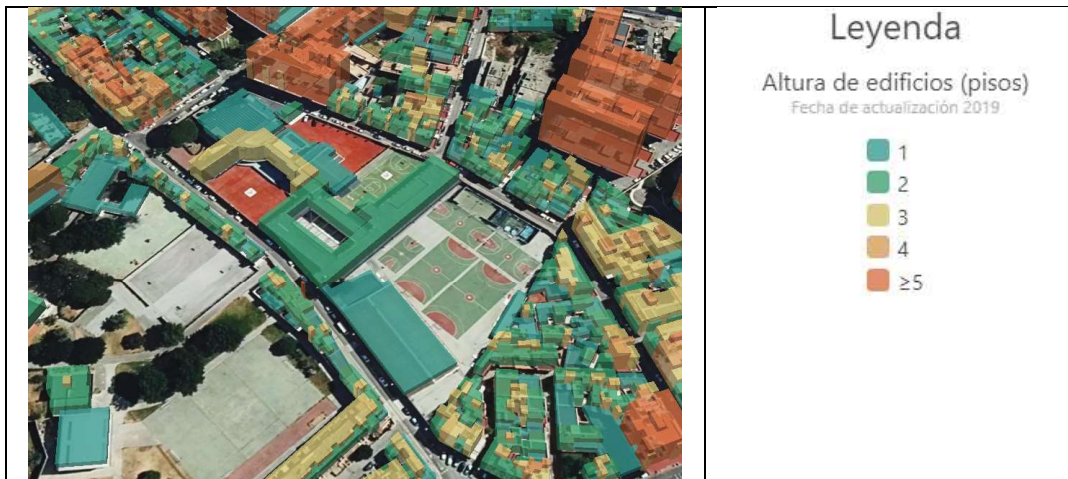 Leyenda
Altura de edificios (pisos)
Fecha de actualización 2019
1
2
3
4
≥5